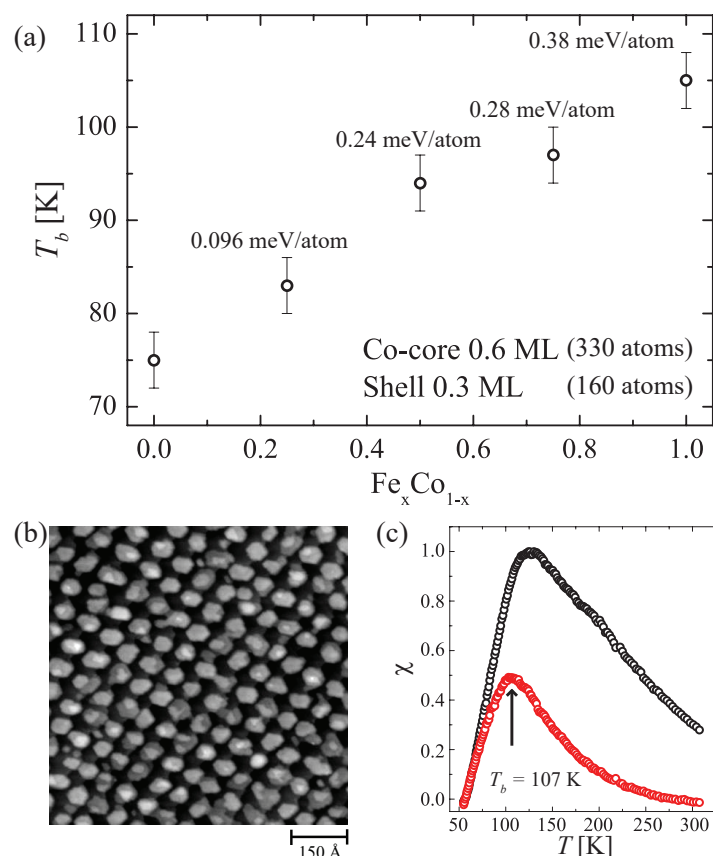 (a)
110
100
90
80
70
T_b [K]
0.38 meV/atom
0.28 meV/atom
0.24 meV/atom
0.096 meV/atom
Co-core 0.6 ML (330 atoms)
Shell 0.3 ML (160 atoms)
0.0 0.2 0.4 0.6 0.8 1.0
Fe_xCo_{1-x}
(b)
150 Å
(c)
1.0
0.8
0.6
0.4
0.2
0.0
χ
T_b = 107 K
50 100 150 200 250 300
T [K]